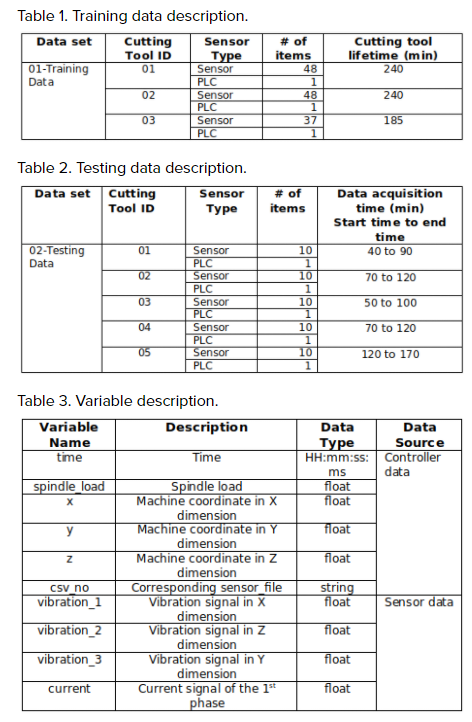 Table 1. Training data description.
Data set Cutting Sensor # of Cutting tool
Tool ID Type items lifetime (min)
01-Training 01 Sensor 48 240
Data PLC 1
02 Sensor 48 240
PLC 1
03 Sensor 37 185
PLC 1
Table 2. Testing data description.
Data set Cutting Sensor # of Data acquisition
Tool ID Type items time (min)
Start time to end
time
02-Testing 01 Sensor 10 40 to 90
Data PLC 1
02 Sensor 10 70 to 120
PLC 1
03 Sensor 10 50 to 100
PLC 1
04 Sensor 10 70 to 120
PLC 1
05 Sensor 10 120 to 170
PLC 1
Table 3. Variable description.
Variable Description Data Data
Name Type Source
time Time HH:mm:ss: Controller
ms data
spindle_load Spindle load float
x Machine coordinate in X float
dimension
y Machine coordinate in Y float
dimension
z Machine coordinate in Z float
dimension
csv_no Corresponding sensor file string
vibration_1 Vibration signal in X float Sensor data
dimension
vibration_2 Vibration signal in Z float
dimension
vibration_3 Vibration signal in Y float
dimension
current Current signal of the 1st float
phase